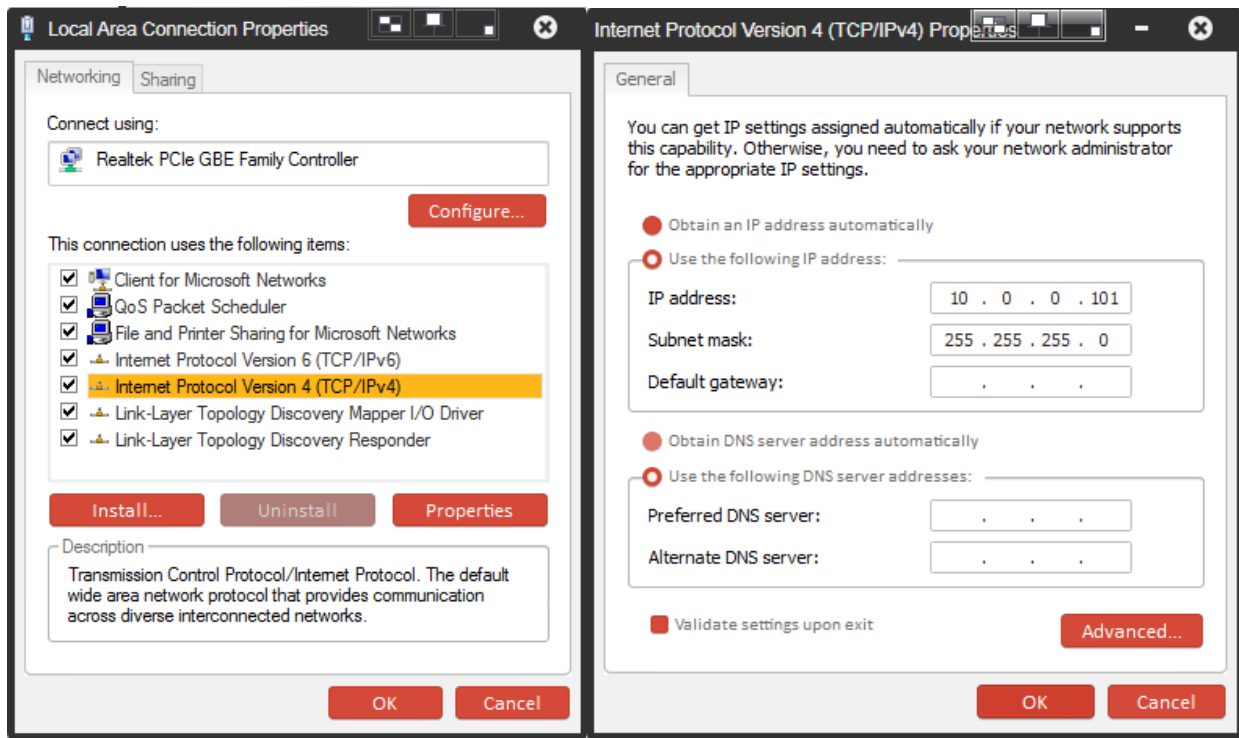 Local Area Connection Properties
Networking
Sharing
Connect using:
Realtek PCIe GBE Family Controller
Configure...
This connection uses the following items:
Client for Microsoft Networks
QoS Packet Scheduler
File and Printer Sharing for Microsoft Networks
Internet Protocol Version 6 (TCP/IPv6)
Internet Protocol Version 4 (TCP/IPv4)
Link-Layer Topology Discovery Mapper I/O Driver
Link-Layer Topology Discovery Responder
Install... Uninstall Properties
Description
Transmission Control Protocol/Internet Protocol. The default
wide area network protocol that provides communication
across diverse interconnected networks.
OK Cancel
Internet Protocol Version 4 (TCP/IPv4) Properties
General
You can get IP settings assigned automatically if your network supports
this capability. Otherwise, you need to ask your network administrator
for the appropriate IP settings.
Obtain an IP address automatically
Use the following IP address:
IP address: 10 . 0 . 0 . 101
Subnet mask: 255 . 255 . 255 . 0
Default gateway: . . .
Obtain DNS server address automatically
Use the following DNS server addresses:
Preferred DNS server: . . .
Alternate DNS server: . . .
Validate settings upon exit
Advanced...
OK Cancel